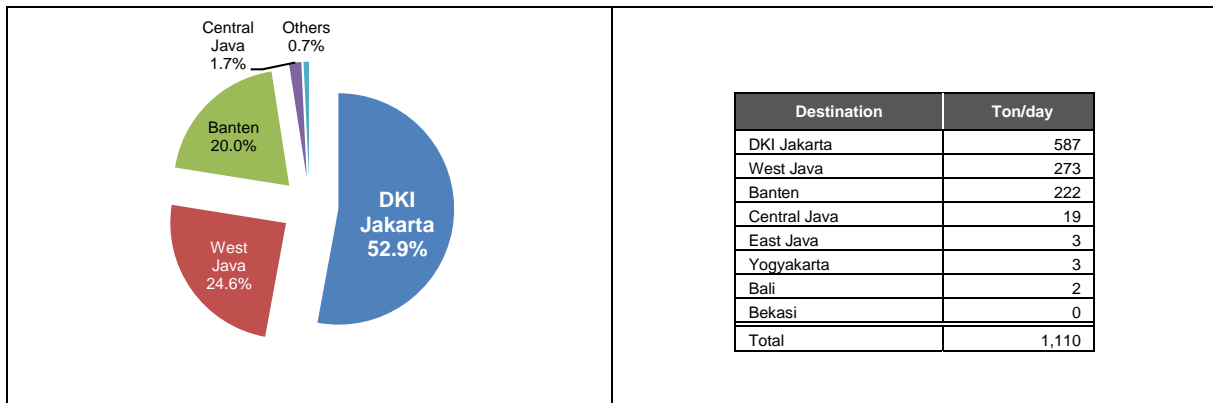 Central
Java
1.7%
Others
0.7%
Banten
20.0%
DKI
Jakarta
52.9%
West
Java
24.6%
Destination Ton/day
DKI Jakarta 587
West Java 273
Banten 222
Central Java 19
East Java 3
Yogyakarta 3
Bali 2
Bekasi 0
Total 1,110